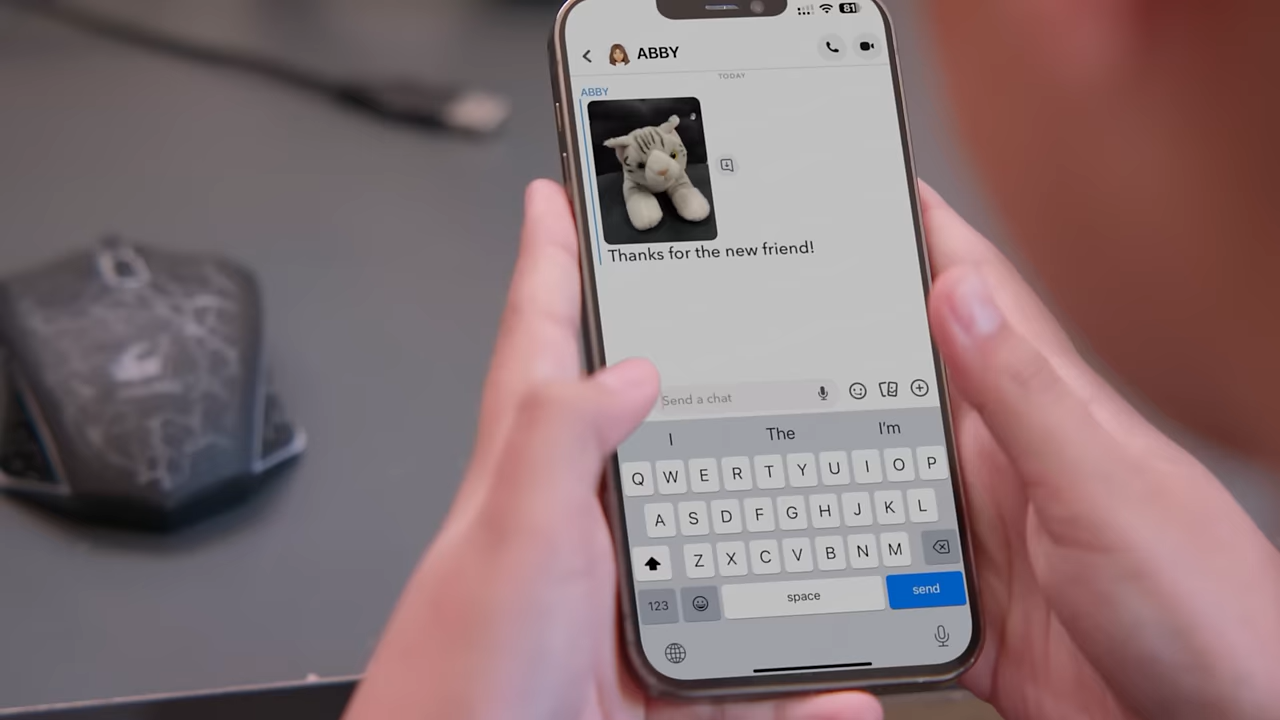 81
ABBY
TODAY
ABBY
Thanks for the new friend!
Send a chat
I The I'm
Q W E R T Y U I O P
A S D F G H J K L
Z X C V B N M
123 space send